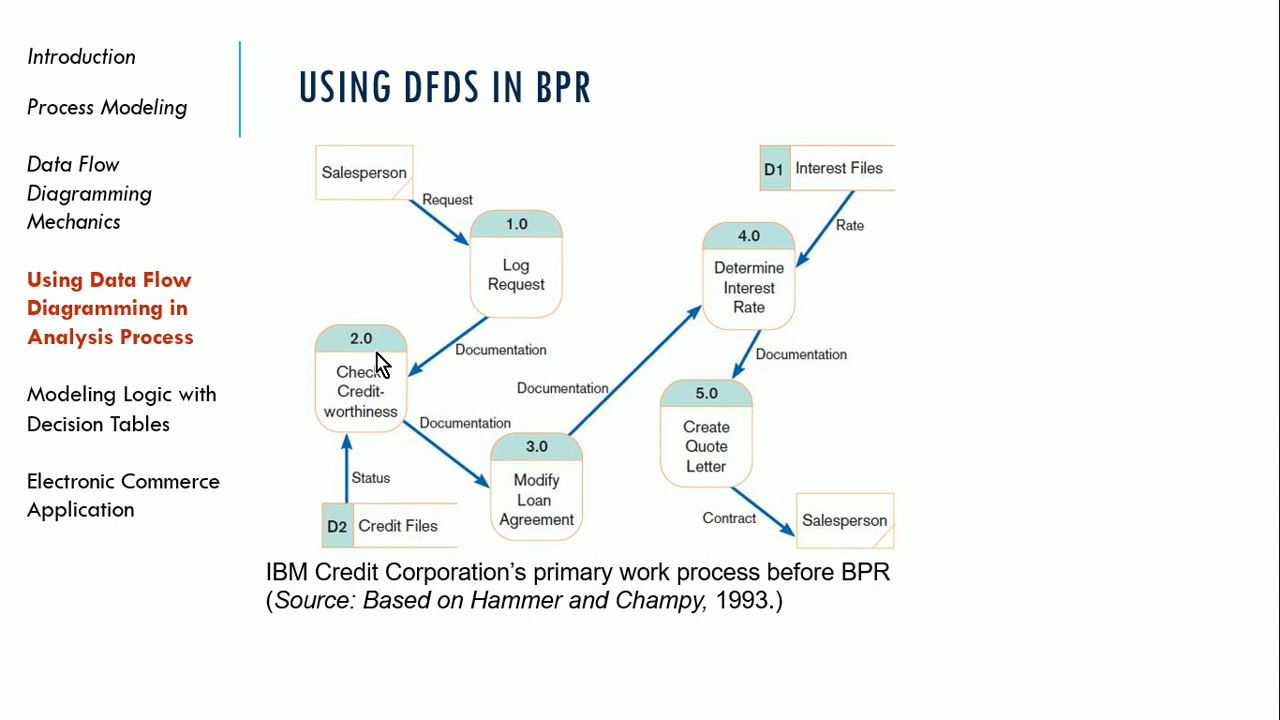 Introduction
Process Modeling
Data Flow
Diagramming
Mechanics
Using Data Flow
Diagramming in
Analysis Process
Modeling Logic with
Decision Tables
Electronic Commerce
Application
USING DFDS IN BPR
Salesperson
Request
1.0
Log
Request
Documentation
2.0
Check
Credit-
worthiness
Status
D2 Credit Files
Documentation
3.0
Modify
Loan
Agreement
Documentation
D1 Interest Files
Rate
4.0
Determine
Interest
Rate
Documentation
5.0
Create
Quote
Letter
Contract
Salesperson
IBM Credit Corporation’s primary work process before BPR
(Source: Based on Hammer and Champy, 1993.)